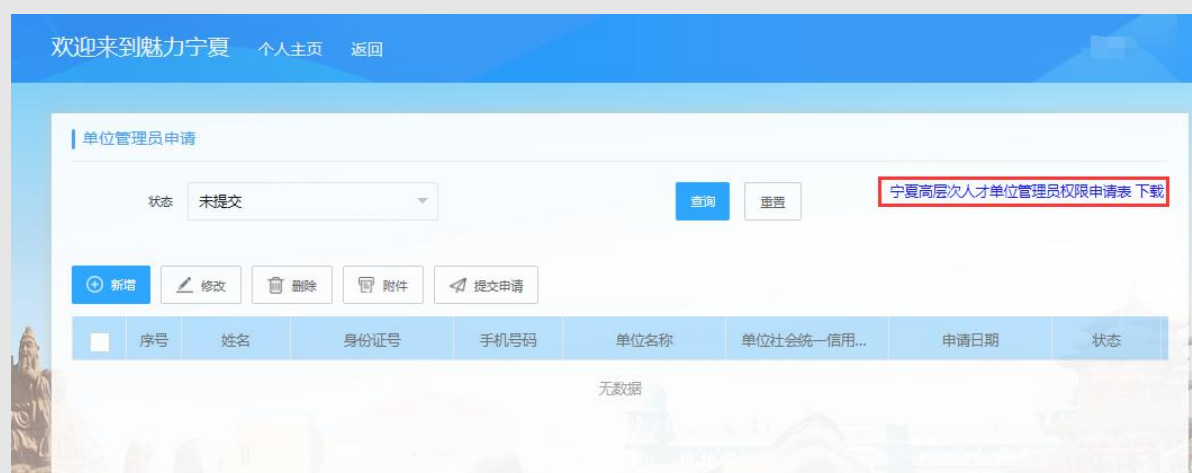 欢迎来到魅力宁夏 个人主页 返回
单位管理员申请
状态 未提交 查询 重置 宁夏高层次人才单位管理员权限申请表 下载
新增 修改 删除 附件 提交申请
序号 姓名 身份证号 手机号码 单位名称 单位社会统一信用... 申请日期 状态
无数据